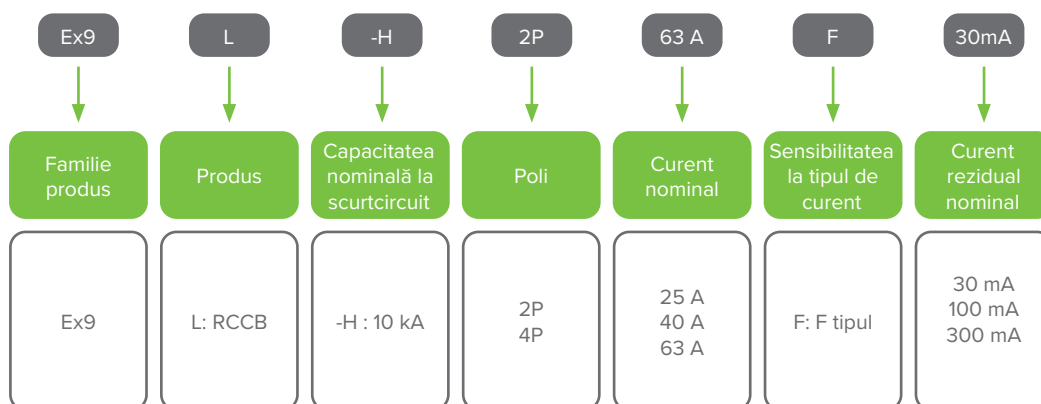 Ex9
L
-H
2P
63 A
F
30mA
Familie
produs
Produs
Capacitatea
nominală la
scurtcircuit
Poli
Curent
nominal
Sensibilitatea
la tipul de
curent
Curent
rezidual
nominal
Ex9
L: RCCB
-H : 10 kA
2P
4P
25 A
40 A
63 A
F: F tipul
30 mA
100 mA
300 mA